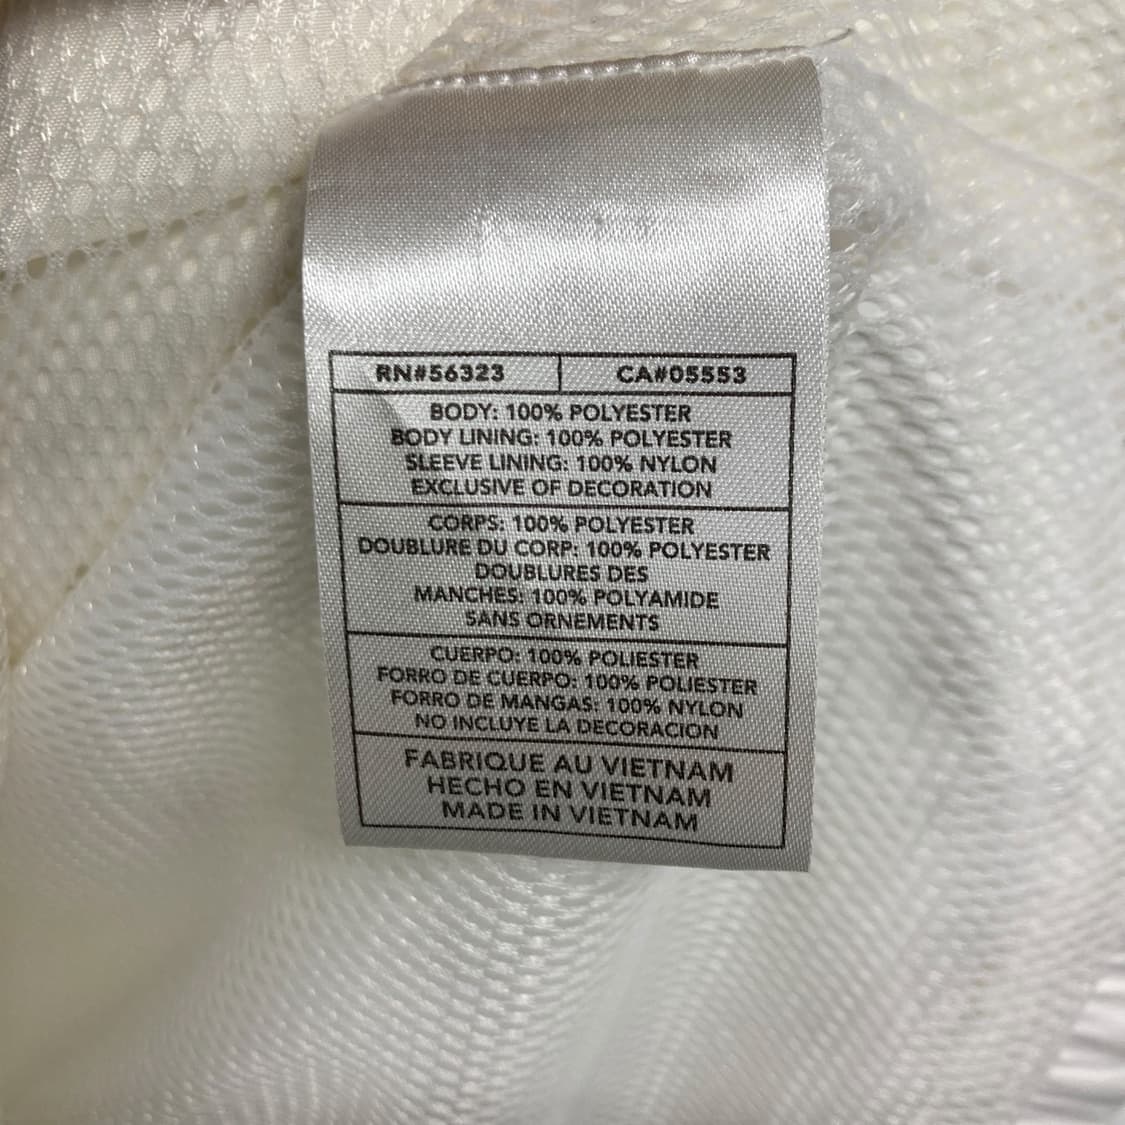 RN#56323 CA#05553
BODY: 100% POLYESTER
BODY LINING: 100% POLYESTER
SLEEVE LINING: 100% NYLON
EXCLUSIVE OF DECORATION
CORPS: 100% POLYESTER
DOUBLURE DU CORP: 100% POLYESTER
DOUBLURES DES
MANCHES: 100% POLYAMIDE
SANS ORNEMENTS
CUERPO: 100% POLIESTER
FORRO DE CUERPO: 100% POLIESTER
FORRO DE MANGAS: 100% NYLON
NO INCLUYE LA DECORACION
FABRIQUE AU VIETNAM
HECHO EN VIETNAM
MADE IN VIETNAM